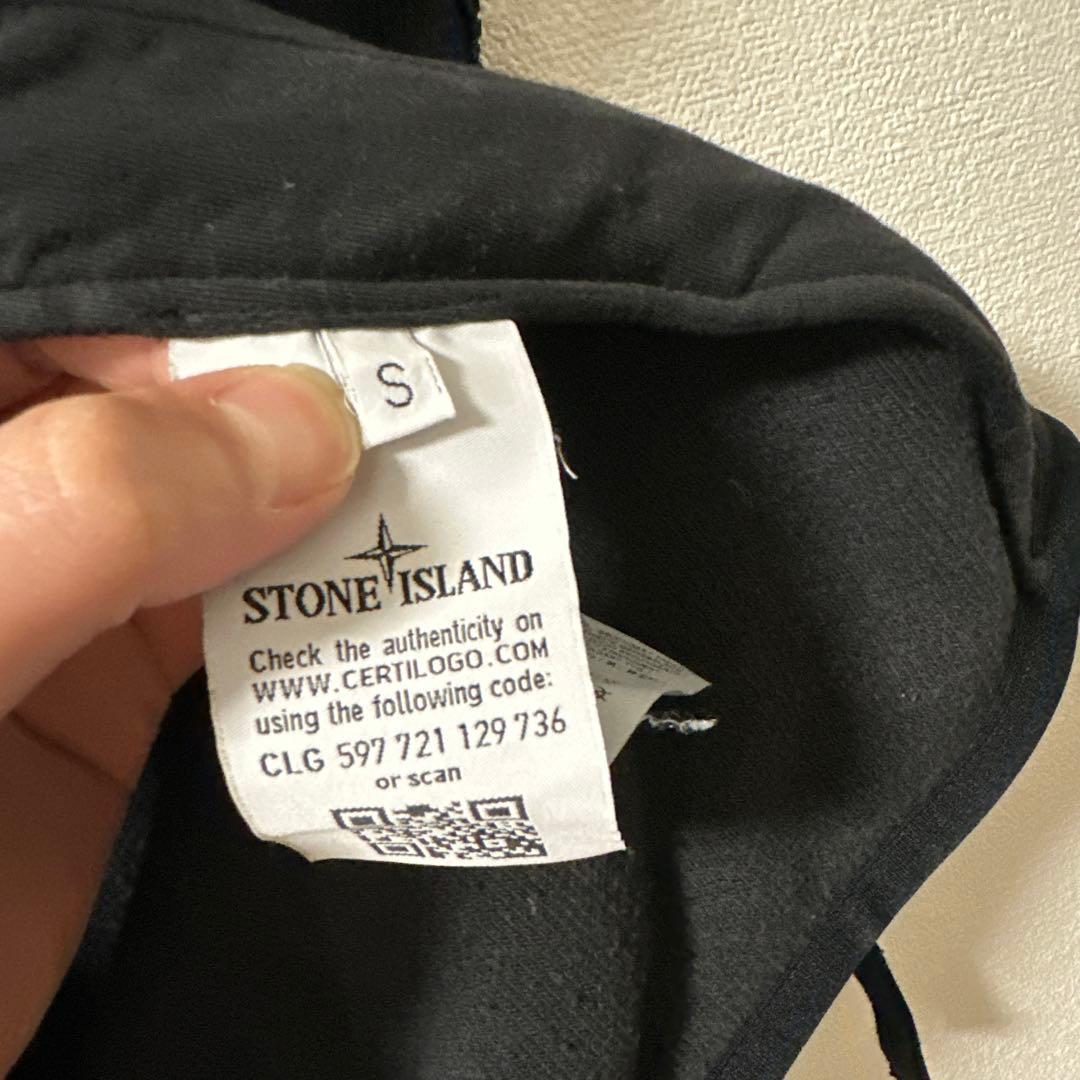 S
STONE ISLAND
Check the authenticity on
WWW.CERTILOGO.COM
using the following code:
CLG 597 721 129 736
or scan